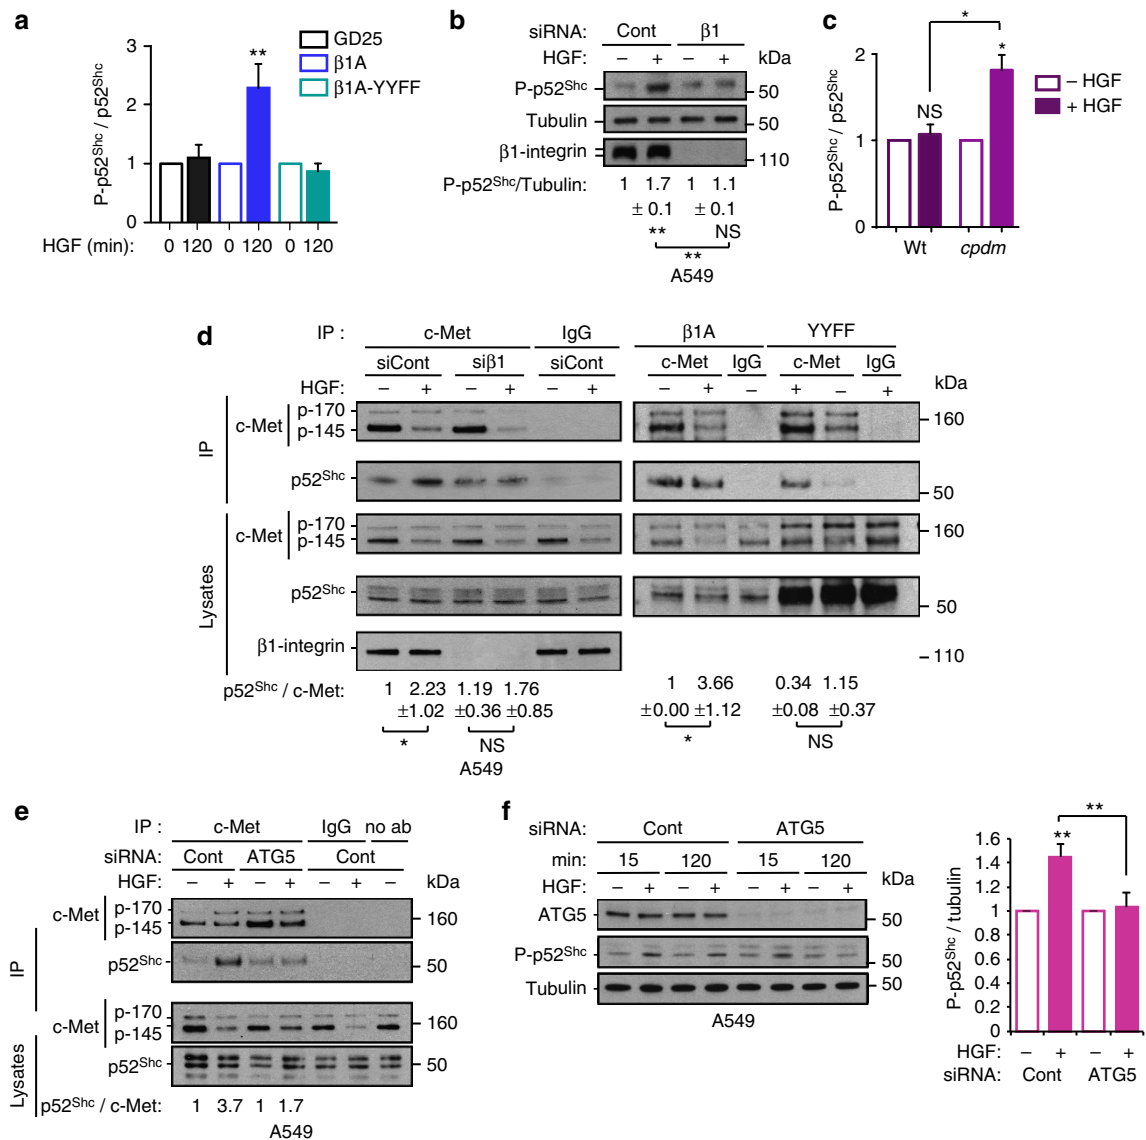 a
P-p52Shc / p52Shc
3
2
1
0
**
GD25
β1A
β1A-YYFF
HGF (min): 0 120 0 120 0 120
b
siRNA: Cont β1
HGF: – + – + kDa
P-p52Shc 50
Tubulin 50
β1-integrin 110
P-p52Shc/Tubulin: 1 1.7 1 1.1
± 0.1 ± 0.1
** NS
**
A549
c
P-p52Shc / p52Shc
2
1
0
*
NS *
– HGF
+ HGF
Wt cpdm
d
IP : c-Met IgG β1A YYFF
siCont siβ1 siCont c-Met IgG c-Met IgG
HGF: – + – + – + – + – + – + kDa
IP
c-Met p-170 160
p-145
p52Shc 50
Lysates
c-Met p-170 160
p-145
p52Shc 50
β1-integrin 110
p52Shc / c-Met: 1 2.23 1.19 1.76 1 3.66 0.34 1.15
±1.02 ±0.36 ±0.85 ±0.00 ±1.12 ±0.08 ±0.37
* NS * NS
A549
e
IP : c-Met IgG no ab
siRNA: Cont ATG5 Cont
HGF: – + – + – + – kDa
IP
c-Met p-170 160
p-145
p52Shc 50
Lysates
c-Met p-170 160
p-145
p52Shc 50
p52Shc / c-Met: 1 3.7 1 1.7
A549
f
siRNA: Cont ATG5
min: 15 120 15 120
HGF: – + – + – + – + kDa
ATG5 50
P-p52Shc 50
Tubulin 50
A549
P-p52Shc / tubulin
1.6
1.4
1.2
1
0.8
0.6
0.4
0.2
0
**
**
HGF: – + – +
siRNA: Cont ATG5